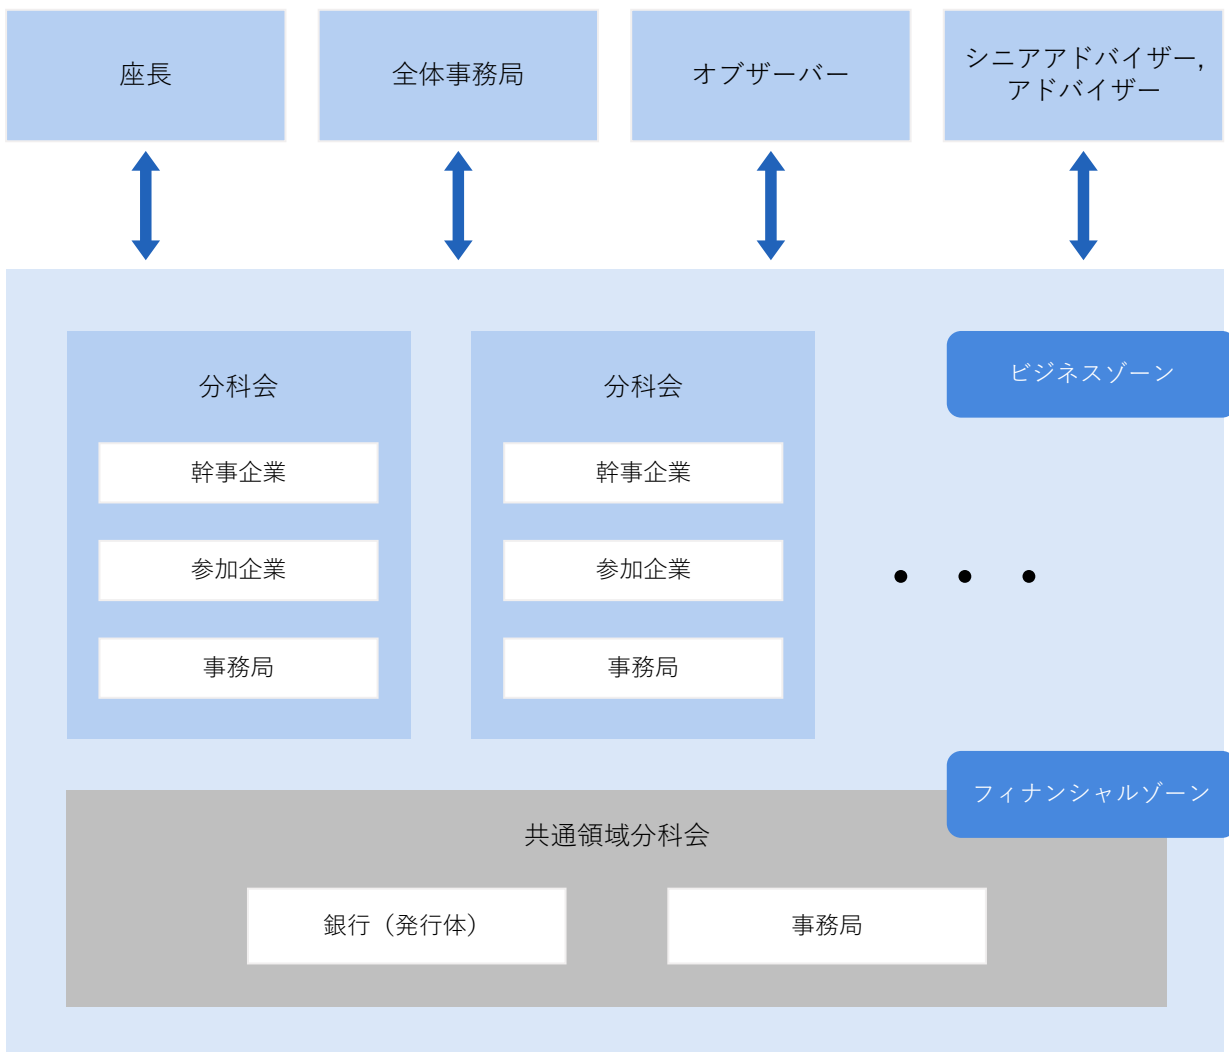 座長
全体事務局
オブザーバー
シニアアドバイザー,
アドバイザー
分科会
幹事企業
参加企業
事務局
分科会
幹事企業
参加企業
事務局
ビジネスゾーン
・・・
フィナンシャルゾーン
共通領域分科会
銀行（発行体）
事務局